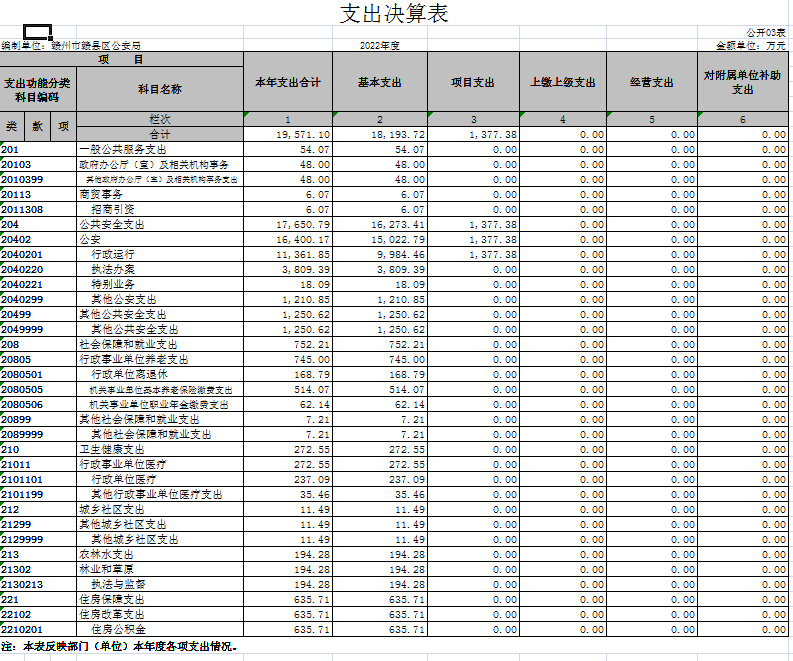 支出决算表
公开03表
编制单位：赣州市赣县区公安局 2022年度 金额单位：万元
项 目 本年支出合计 基本支出 项目支出 上缴上级支出 经营支出 对附属单位补助支出
支出功能分类科目编码 科目名称
类 款 项 栏次 1 2 3 4 5 6
合计 19,571.10 18,193.72 1,377.38 0.00 0.00 0.00
201 一般公共服务支出 54.07 54.07 0.00 0.00 0.00 0.00
20103 政府办公厅（室）及相关机构事务 48.00 48.00 0.00 0.00 0.00 0.00
2010399 其他政府办公厅（室）及相关机构事务支出 48.00 48.00 0.00 0.00 0.00 0.00
20113 商贸事务 6.07 6.07 0.00 0.00 0.00 0.00
2011308 招商引资 6.07 6.07 0.00 0.00 0.00 0.00
204 公共安全支出 17,650.79 16,273.41 1,377.38 0.00 0.00 0.00
20402 公安 16,400.17 15,022.79 1,377.38 0.00 0.00 0.00
2040201 行政运行 11,361.85 9,984.46 1,377.38 0.00 0.00 0.00
2040220 执法办案 3,809.39 3,809.39 0.00 0.00 0.00 0.00
2040221 特别业务 18.09 18.09 0.00 0.00 0.00 0.00
2040299 其他公安支出 1,210.85 1,210.85 0.00 0.00 0.00 0.00
20499 其他公共安全支出 1,250.62 1,250.62 0.00 0.00 0.00 0.00
2049999 其他公共安全支出 1,250.62 1,250.62 0.00 0.00 0.00 0.00
208 社会保障和就业支出 752.21 752.21 0.00 0.00 0.00 0.00
20805 行政事业单位养老支出 745.00 745.00 0.00 0.00 0.00 0.00
2080501 行政单位离退休 168.79 168.79 0.00 0.00 0.00 0.00
2080505 机关事业单位基本养老保险缴费支出 514.07 514.07 0.00 0.00 0.00 0.00
2080506 机关事业单位职业年金缴费支出 62.14 62.14 0.00 0.00 0.00 0.00
20899 其他社会保障和就业支出 7.21 7.21 0.00 0.00 0.00 0.00
2089999 其他社会保障和就业支出 7.21 7.21 0.00 0.00 0.00 0.00
210 卫生健康支出 272.55 272.55 0.00 0.00 0.00 0.00
21011 行政事业单位医疗 272.55 272.55 0.00 0.00 0.00 0.00
2101101 行政单位医疗 237.09 237.09 0.00 0.00 0.00 0.00
2101199 其他行政事业单位医疗支出 35.46 35.46 0.00 0.00 0.00 0.00
212 城乡社区支出 11.49 11.49 0.00 0.00 0.00 0.00
21299 其他城乡社区支出 11.49 11.49 0.00 0.00 0.00 0.00
2129999 其他城乡社区支出 11.49 11.49 0.00 0.00 0.00 0.00
213 农林水支出 194.28 194.28 0.00 0.00 0.00 0.00
21302 林业和草原 194.28 194.28 0.00 0.00 0.00 0.00
2130213 执法与监督 194.28 194.28 0.00 0.00 0.00 0.00
221 住房保障支出 635.71 635.71 0.00 0.00 0.00 0.00
22102 住房改革支出 635.71 635.71 0.00 0.00 0.00 0.00
2210201 住房公积金 635.71 635.71 0.00 0.00 0.00 0.00
注：本表反映部门（单位）本年度各项支出情况。